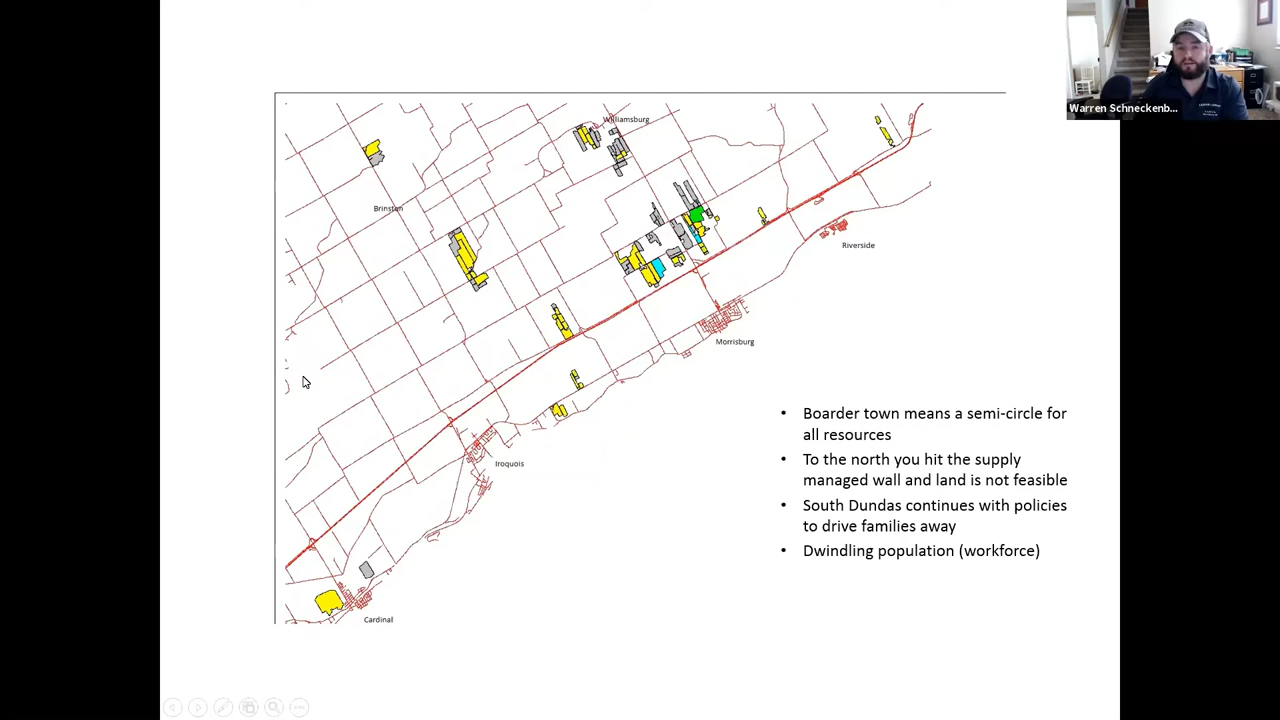 Warren Schneckenb...
Williamsburg
Brinston
Riverside
Morrisburg
Iroquois
Cardinal
• Boarder town means a semi-circle for
all resources
• To the north you hit the supply
managed wall and land is not feasible
• South Dundas continues with policies
to drive families away
• Dwindling population (workforce)